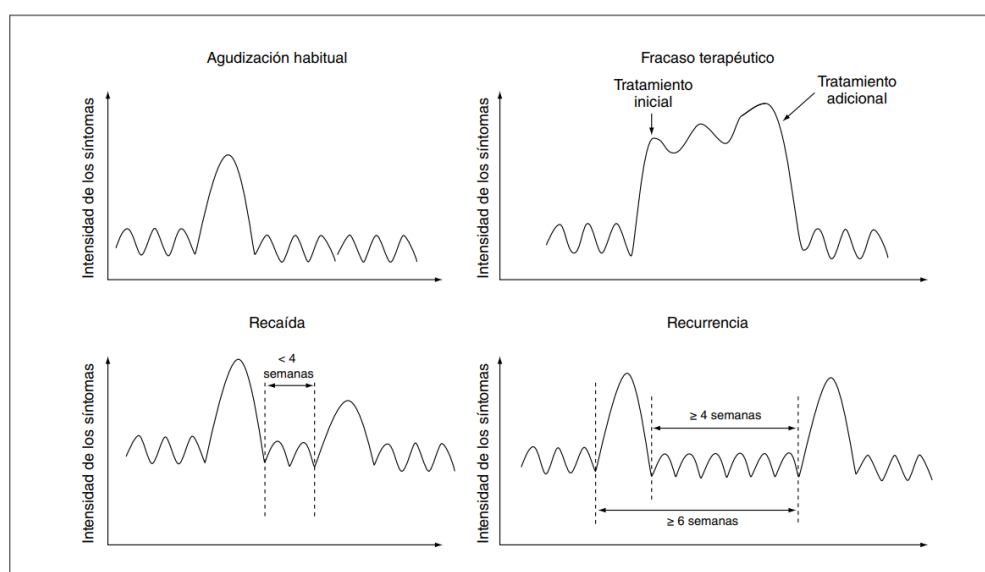 Agudización habitual
Intensidad de los síntomas
Fracaso terapéutico
Intensidad de los síntomas
Tratamiento
inicial
Tratamiento
adicional
Recaída
Intensidad de los síntomas
< 4
semanas
Recurrencia
Intensidad de los síntomas
≥ 4 semanas
≥ 6 semanas